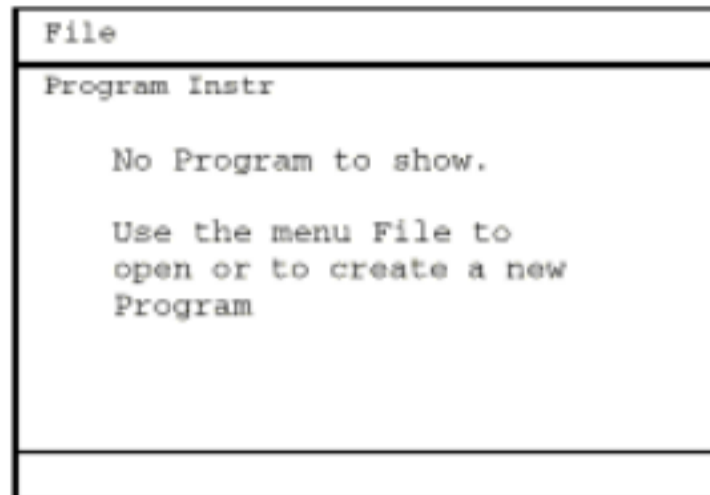 File
Program Instr
No Program to show.
Use the menu File to
open or to create a new
Program